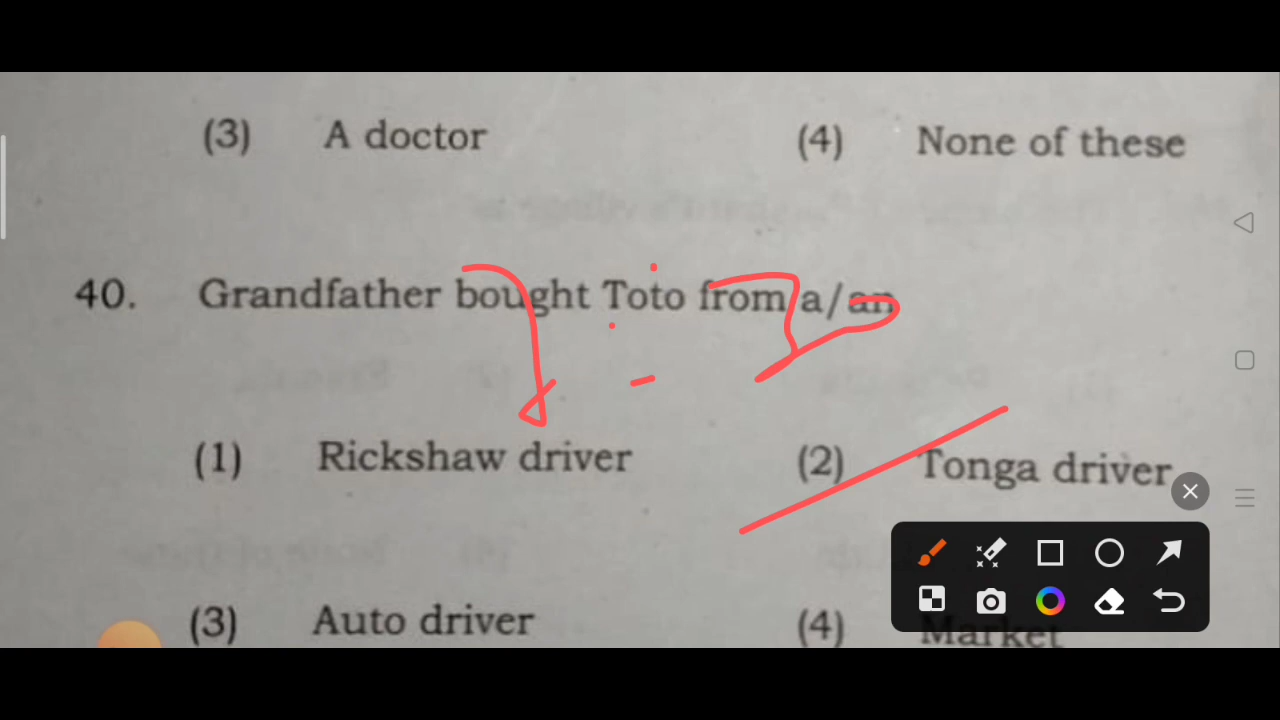 (3) A doctor (4) None of these
40. Grandfather bought Toto from a/an
(1) Rickshaw driver (2) Tonga driver
(3) Auto driver (4) Market